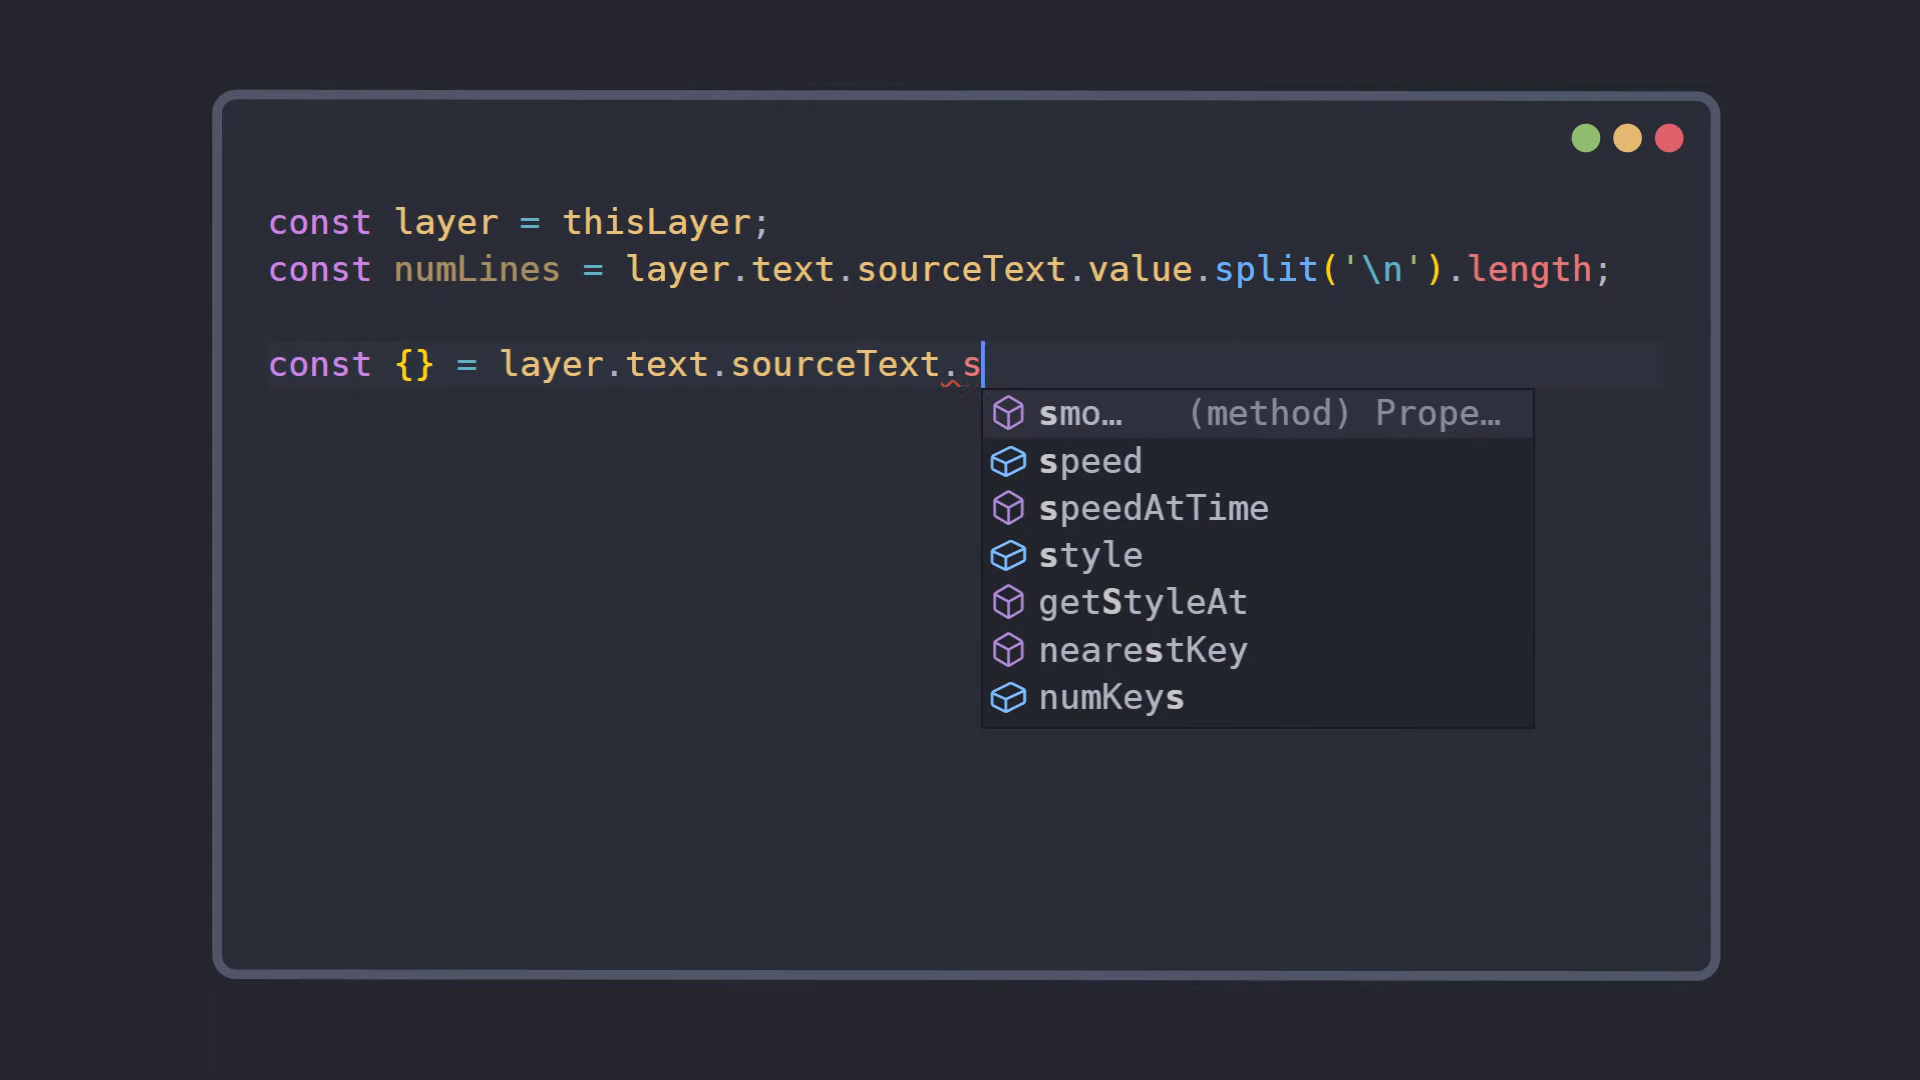 const layer = thisLayer;
const numLines = layer.text.sourceText.value.split('\n').length;
const {} = layer.text.sourceText.s
smo… (method) Prope…
speed
speedAtTime
style
getStyleAt
nearestKey
numKeys